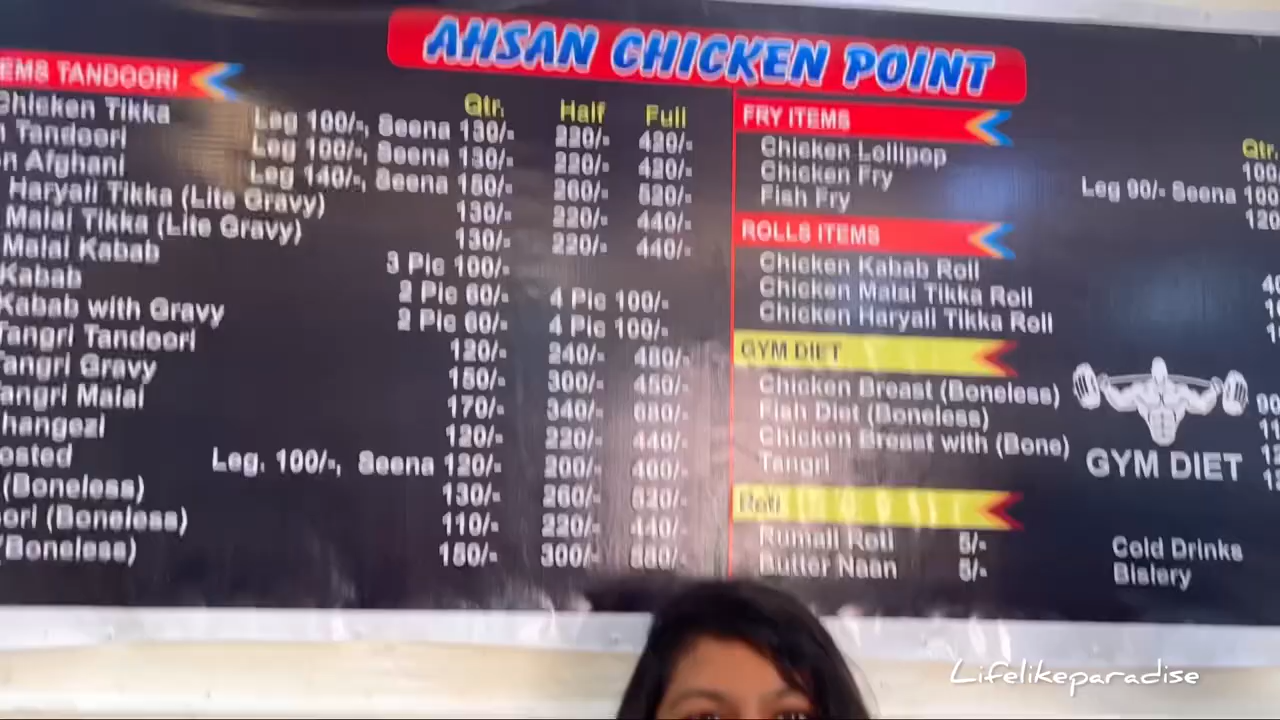 AHSAN CHICKEN POINT
EMS TANDOORI
Qtr. Half Full
Chicken Tikka Leg 100/-, Seena 130/- 220/- 420/-
Tandoori Leg 100/-, Seena 130/- 220/- 420/-
n Afghani Leg 140/-, Seena 150/- 260/- 520/-
Haryali Tikka (Lite Gravy) 130/- 220/- 440/-
Malai Tikka (Lite Gravy) 130/- 220/- 440/-
Malai Kabab 3 Pie 100/-
Kabab 2 Pie 60/- 4 Pie 100/-
Kabab with Gravy 2 Pie 60/- 4 Pie 100/-
Tangri Tandoori 120/- 240/- 480/-
Tangri Gravy 150/- 300/- 450/-
angri Malai 170/- 340/- 680/-
hangezi 120/- 220/- 440/-
osted Leg. 100/-, Seena 120/- 200/- 400/-
(Boneless) 130/- 260/- 520/-
ori (Boneless) 110/- 220/- 440/-
(Boneless) 150/- 300/-
FRY ITEMS
Qtr.
Chicken Lollipop 100
Chicken Fry Leg 90/- Seena 100
Fish Fry 120
ROLLS ITEMS
Chicken Kabab Roll
Chicken Malai Tikka Roll
Chicken Haryali Tikka Roll
GYM DIET
Chicken Breast (Boneless)
Fish Diet (Boneless)
Chicken Breast with (Bone)
Tangri
GYM DIET
Roti
Rumali Roti 5/-
Butter Naan 5/-
Cold Drinks
Bislery
Lifelikeparadise